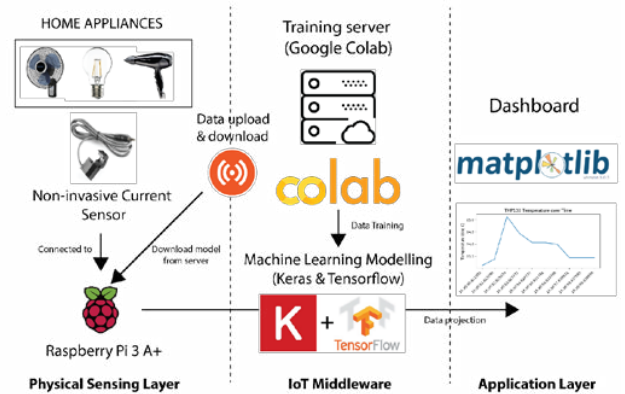 HOME APPLIANCES
Non-invasive Current
Sensor
Connected to
Raspberry Pi 3 A+
Physical Sensing Layer
Data upload
& download
Download model
from server
Training server
(Google Colab)
colab
Data Training
Machine Learning Modelling
(Keras & Tensorflow)
K + TensorFlow
IoT Middleware
Data projection
Dashboard
matplotlib
Application Layer